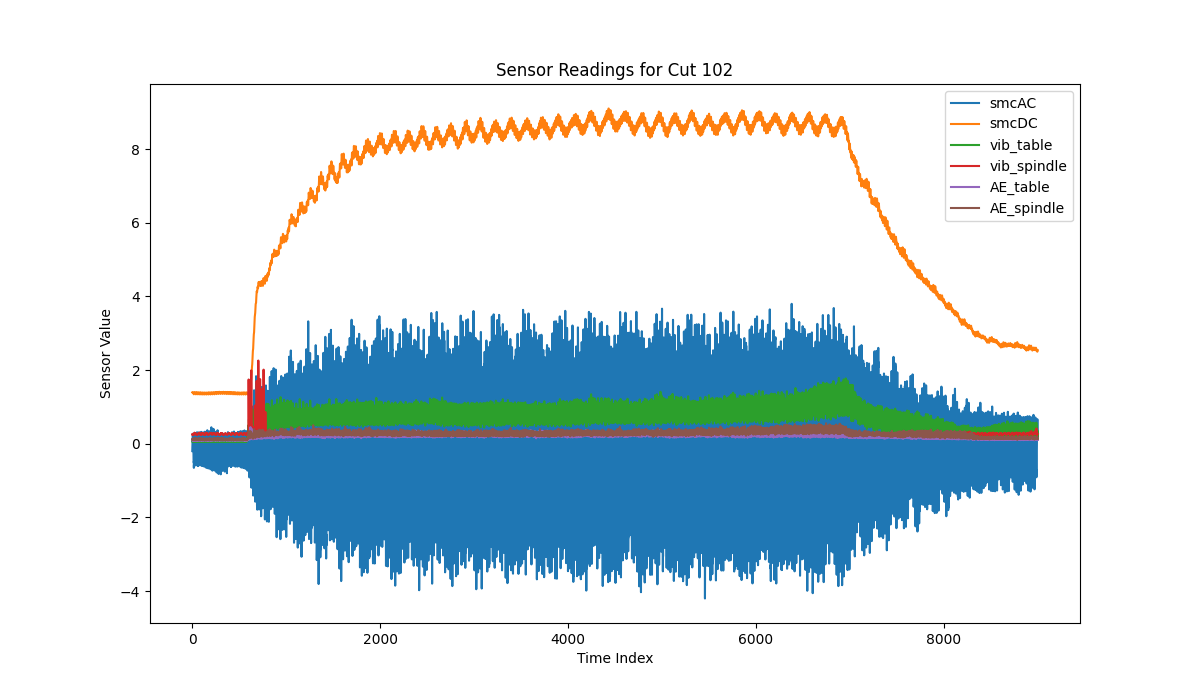 Sensor Readings for Cut 102
smcAC
smcDC
vib_table
vib_spindle
AE_table
AE_spindle
Sensor Value
8
6
4
2
0
−2
−4
0 2000 4000 6000 8000
Time Index